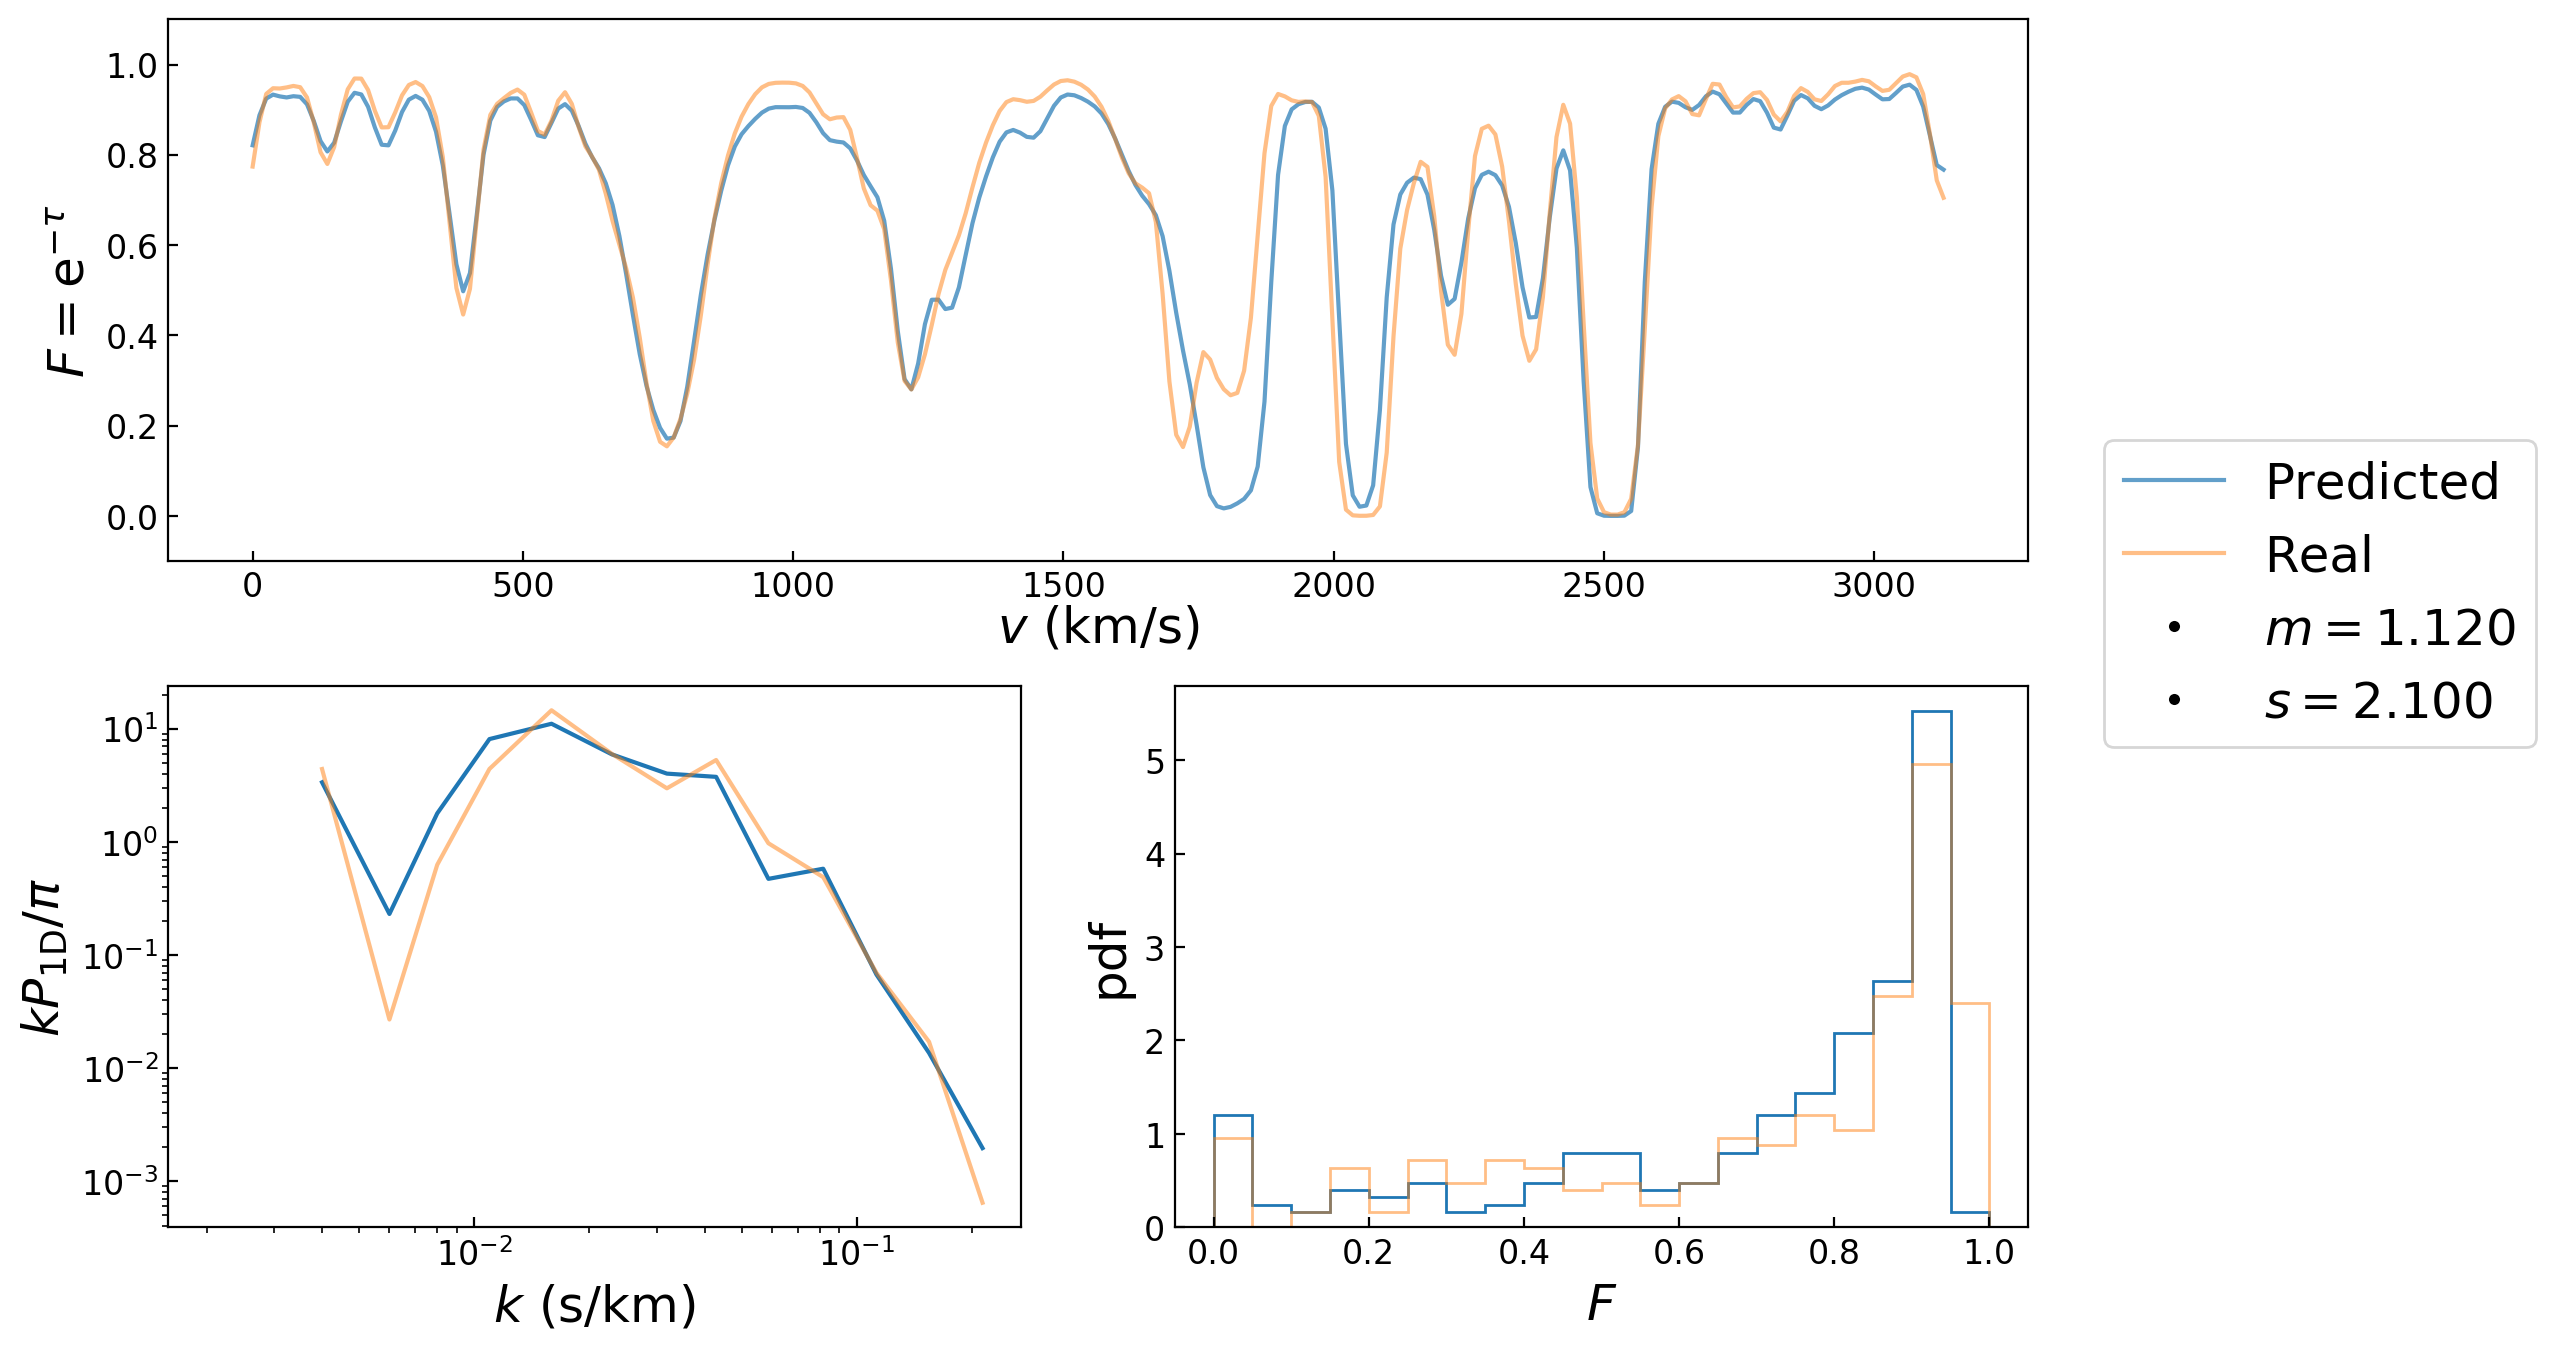 1.0
0.8
0.6
0.4
0.2
0.0
F = e^{−τ}
0 500 1000 1500 2000 2500 3000
v (km/s)
Predicted
Real
m = 1.120
s = 2.100
10^1
10^0
10^{−1}
10^{−2}
10^{−3}
kP_{1D}/π
10^{−2} 10^{−1}
k (s/km)
5
4
3
2
1
0
pdf
0.0 0.2 0.4 0.6 0.8 1.0
F